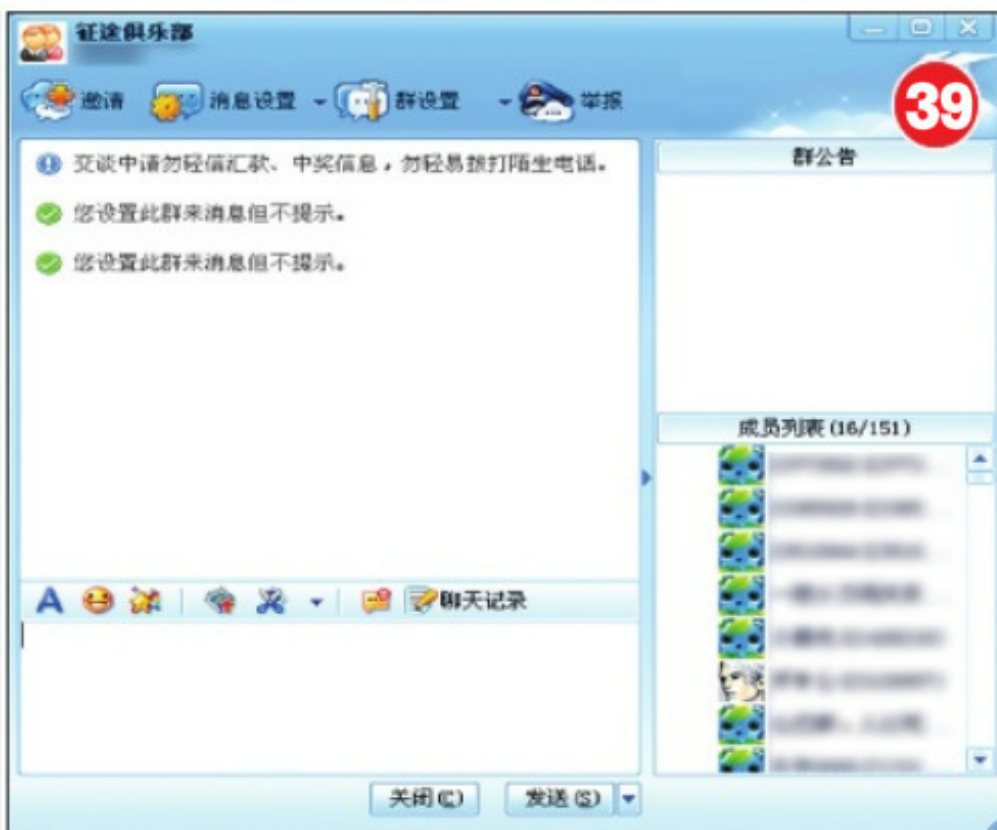 征途俱乐部
邀请 消息设置 群设置 举报
39
交谈中请勿轻信汇款、中奖信息，勿轻易拨打陌生电话。
您设置此群来消息但不提示。
您设置此群来消息但不提示。
群公告
成员列表(16/151)
聊天记录
关闭(C) 发送(S)